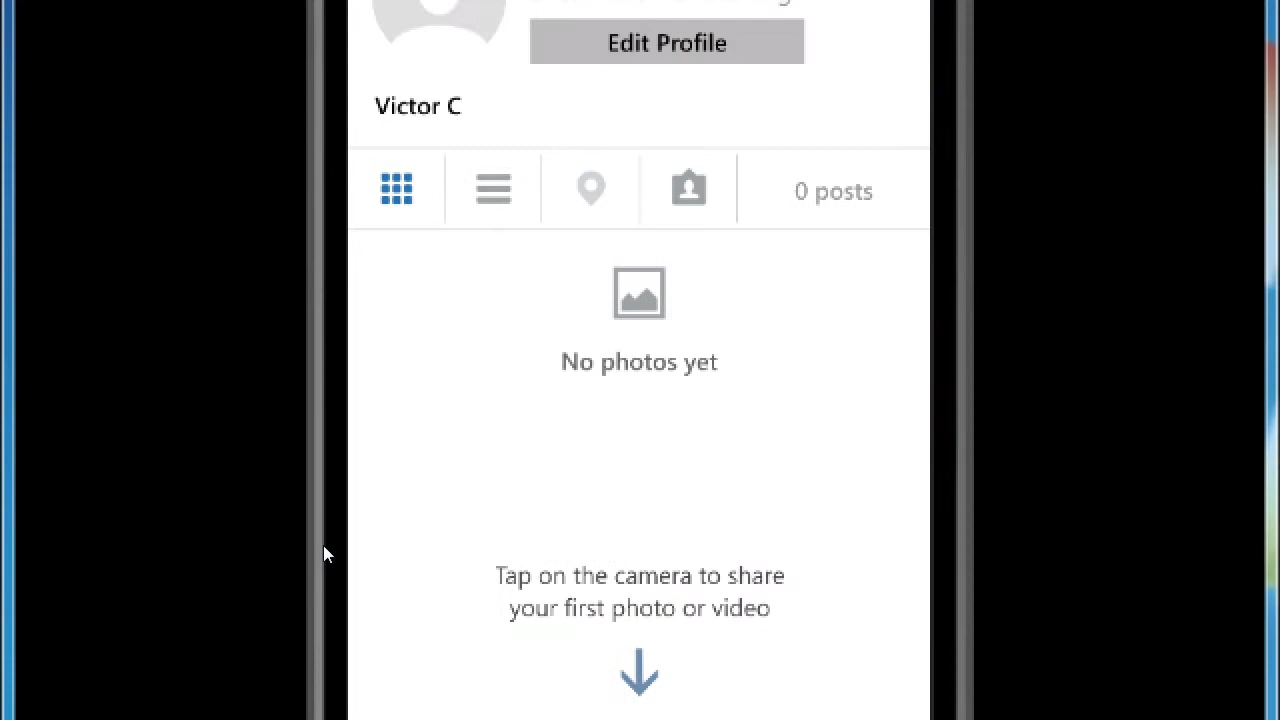 Edit Profile
Victor C
0 posts
No photos yet
Tap on the camera to share
your first photo or video